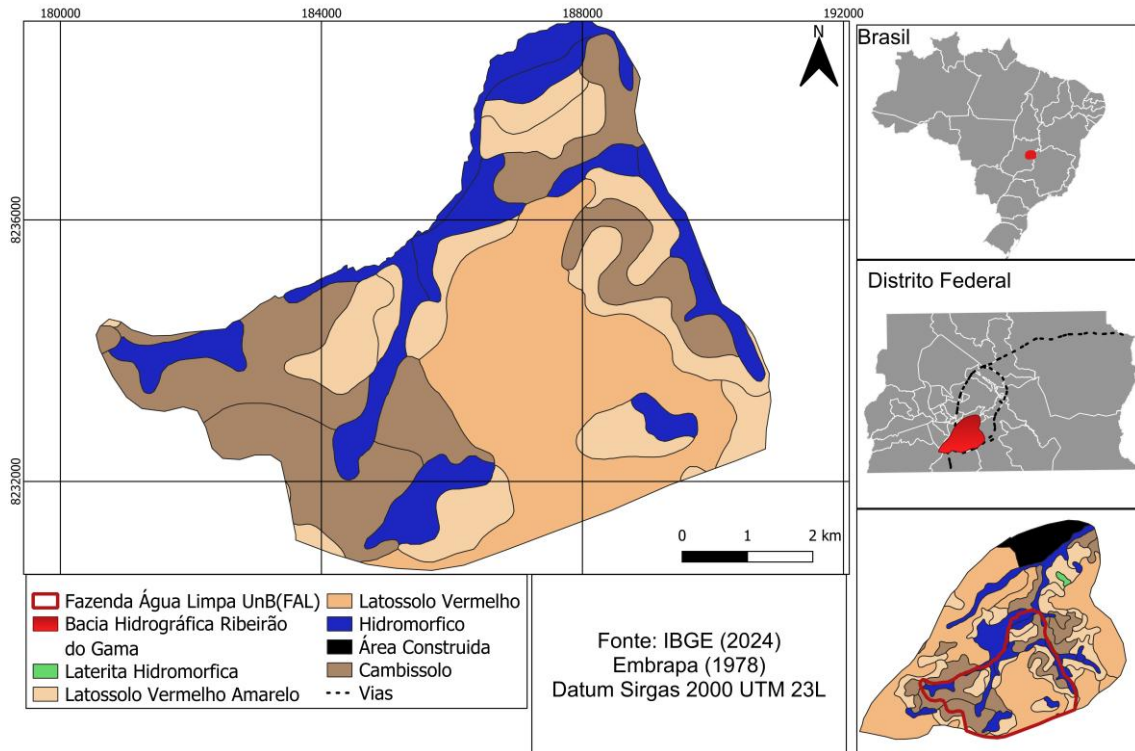 180000
184000
188000
192000
N
8236000
8232000
0 1 2 km
Brasil
Distrito Federal
Fazenda Água Limpa UnB(FAL)
Bacia Hidrográfica Ribeirão
do Gama
Laterita Hidromorfica
Latossolo Vermelho Amarelo
Latossolo Vermelho
Hidromorfico
Área Construida
Cambissolo
Vias
Fonte: IBGE (2024)
Embrapa (1978)
Datum Sirgas 2000 UTM 23L